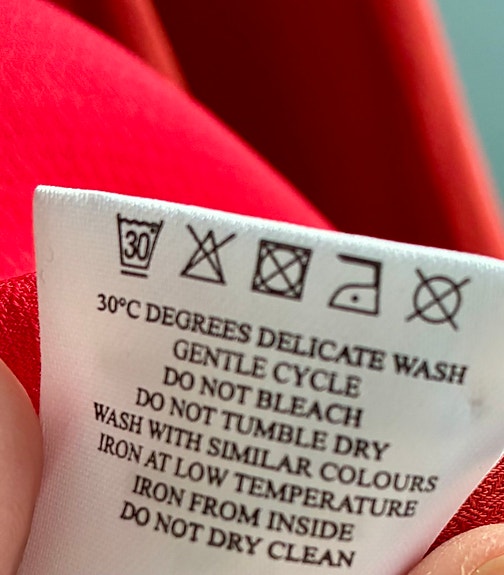 30
30°C DEGREES DELICATE WASH
GENTLE CYCLE
DO NOT BLEACH
DO NOT TUMBLE DRY
WASH WITH SIMILAR COLOURS
IRON AT LOW TEMPERATURE
IRON FROM INSIDE
DO NOT DRY CLEAN